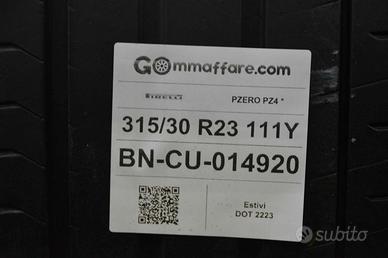 GOmmaffare.com
PIRELLI
PZERO PZ4 *
315/30 R23 111Y
BN-CU-014920
Estivi
DOT 2223
subito